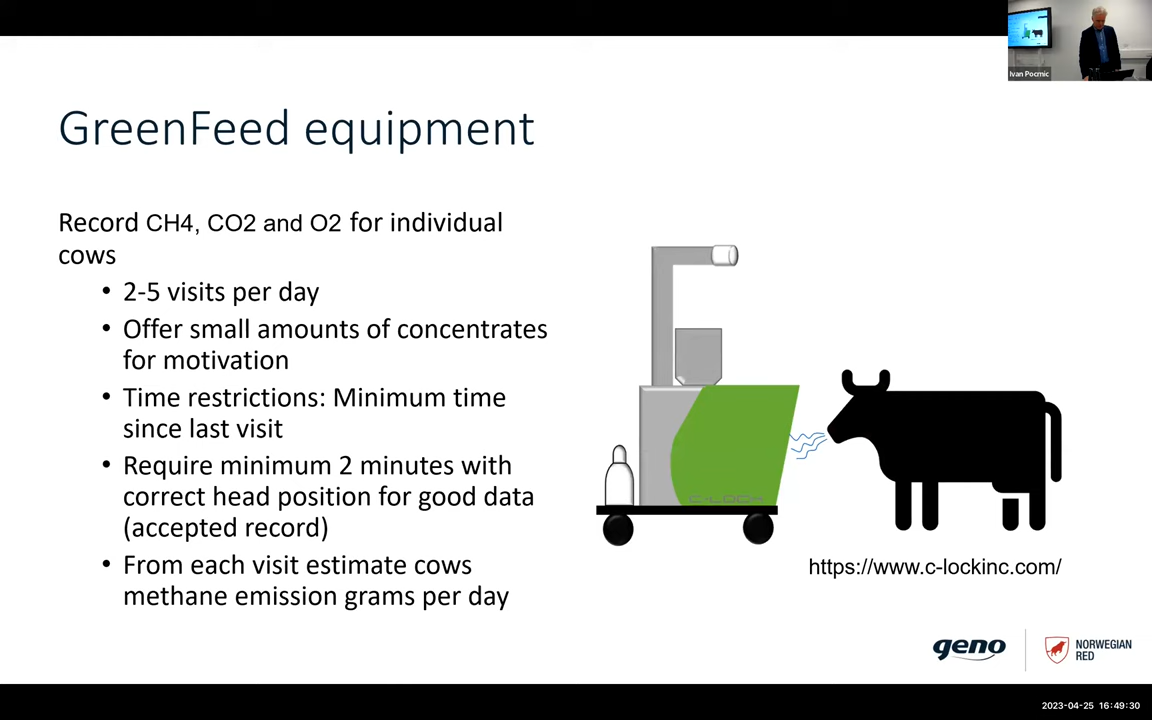 Ivan Pocrnic
GreenFeed equipment
Record CH4, CO2 and O2 for individual
cows
• 2-5 visits per day
• Offer small amounts of concentrates
for motivation
• Time restrictions: Minimum time
since last visit
• Require minimum 2 minutes with
correct head position for good data
(accepted record)
• From each visit estimate cows
methane emission grams per day
C-LOCK
https://www.c-lockinc.com/
geno
NORWEGIAN
RED
2023-04-25 16:49:30